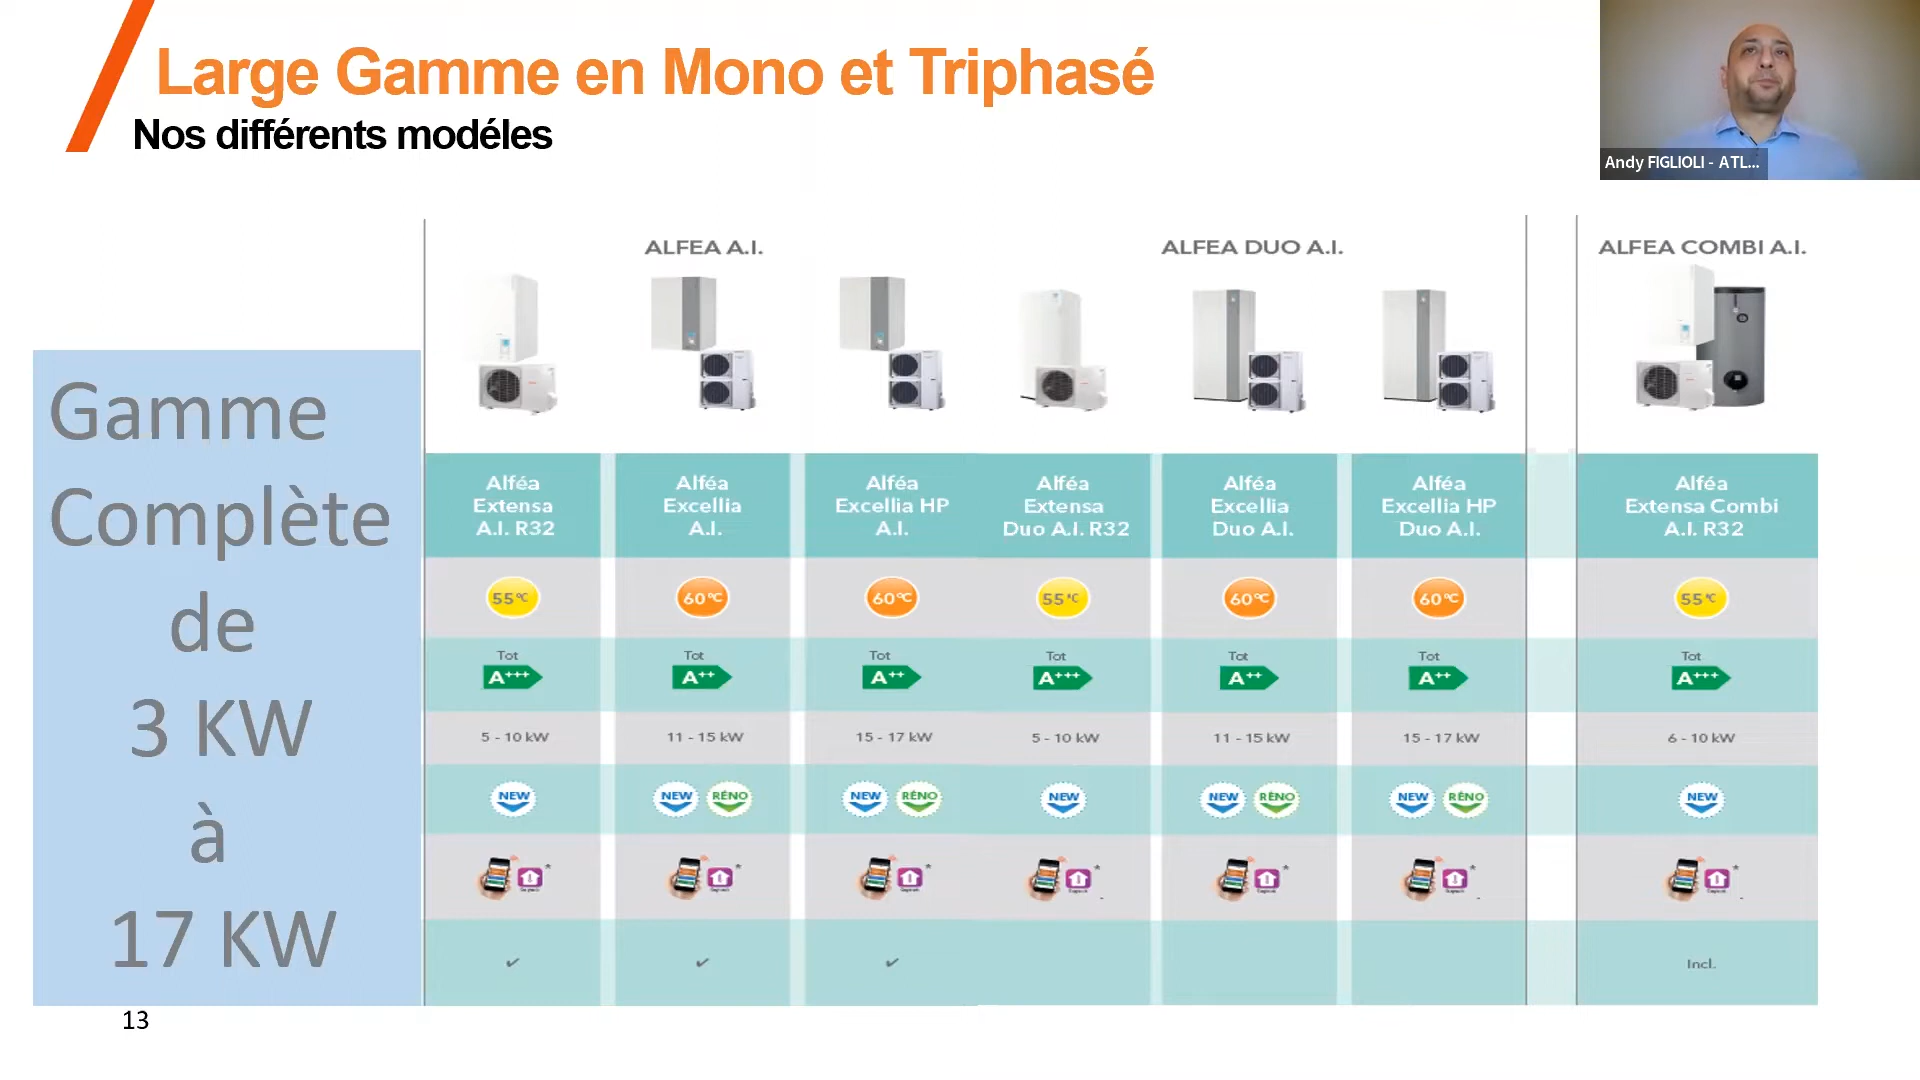 Large Gamme en Mono et Triphasé
Nos différents modéles
Andy FIGLIOLI - ATL...
Gamme
Complète
de
3 KW
à
17 KW
ALFEA A.I.
ALFEA DUO A.I.
ALFEA COMBI A.I.
Alféa
Extensa
A.I. R32
Alféa
Excellia
A.I.
Alféa
Excellia HP
A.I.
Alféa
Extensa
Duo A.I. R32
Alféa
Excellia
Duo A.I.
Alféa
Excellia HP
Duo A.I.
Alféa
Extensa Combi
A.I. R32
55°C
60°C
60°C
55°C
60°C
60°C
55°C
Tot
A+++
Tot
A++
Tot
A++
Tot
A+++
Tot
A++
Tot
A++
Tot
A+++
5 - 10 kW
11 - 15 kW
15 - 17 kW
5 - 10 kW
11 - 15 kW
15 - 17 kW
6 - 10 kW
NEW
NEW RÉNO
NEW RÉNO
NEW
NEW RÉNO
NEW RÉNO
NEW
*
*
*
*
*
*
*
✓
✓
✓
Incl.
13